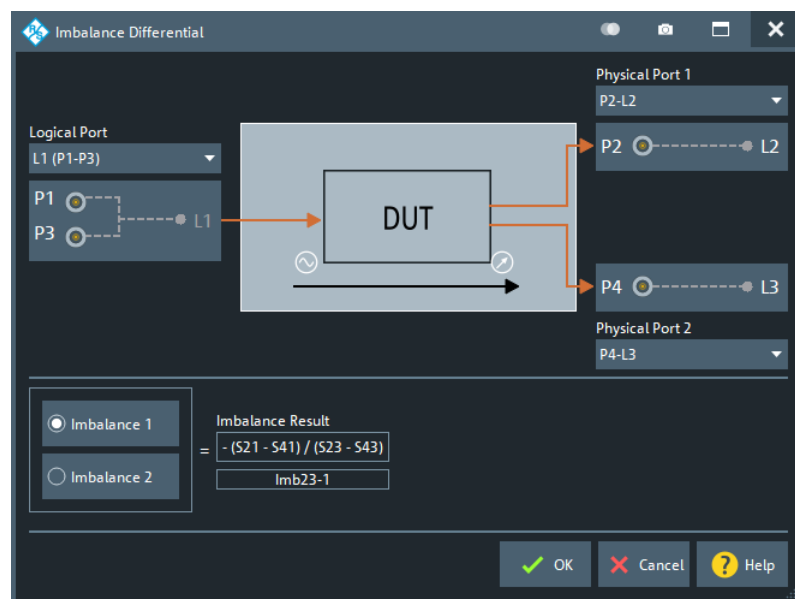 Imbalance Differential
Physical Port 1
P2-L2
P2
L2
Logical Port
L1 (P1-P3)
P1
P3
L1
DUT
P4
L3
Physical Port 2
P4-L3
Imbalance 1
Imbalance 2
=
Imbalance Result
- (S21 - S41) / (S23 - S43)
Imb23-1
OK
Cancel
? Help